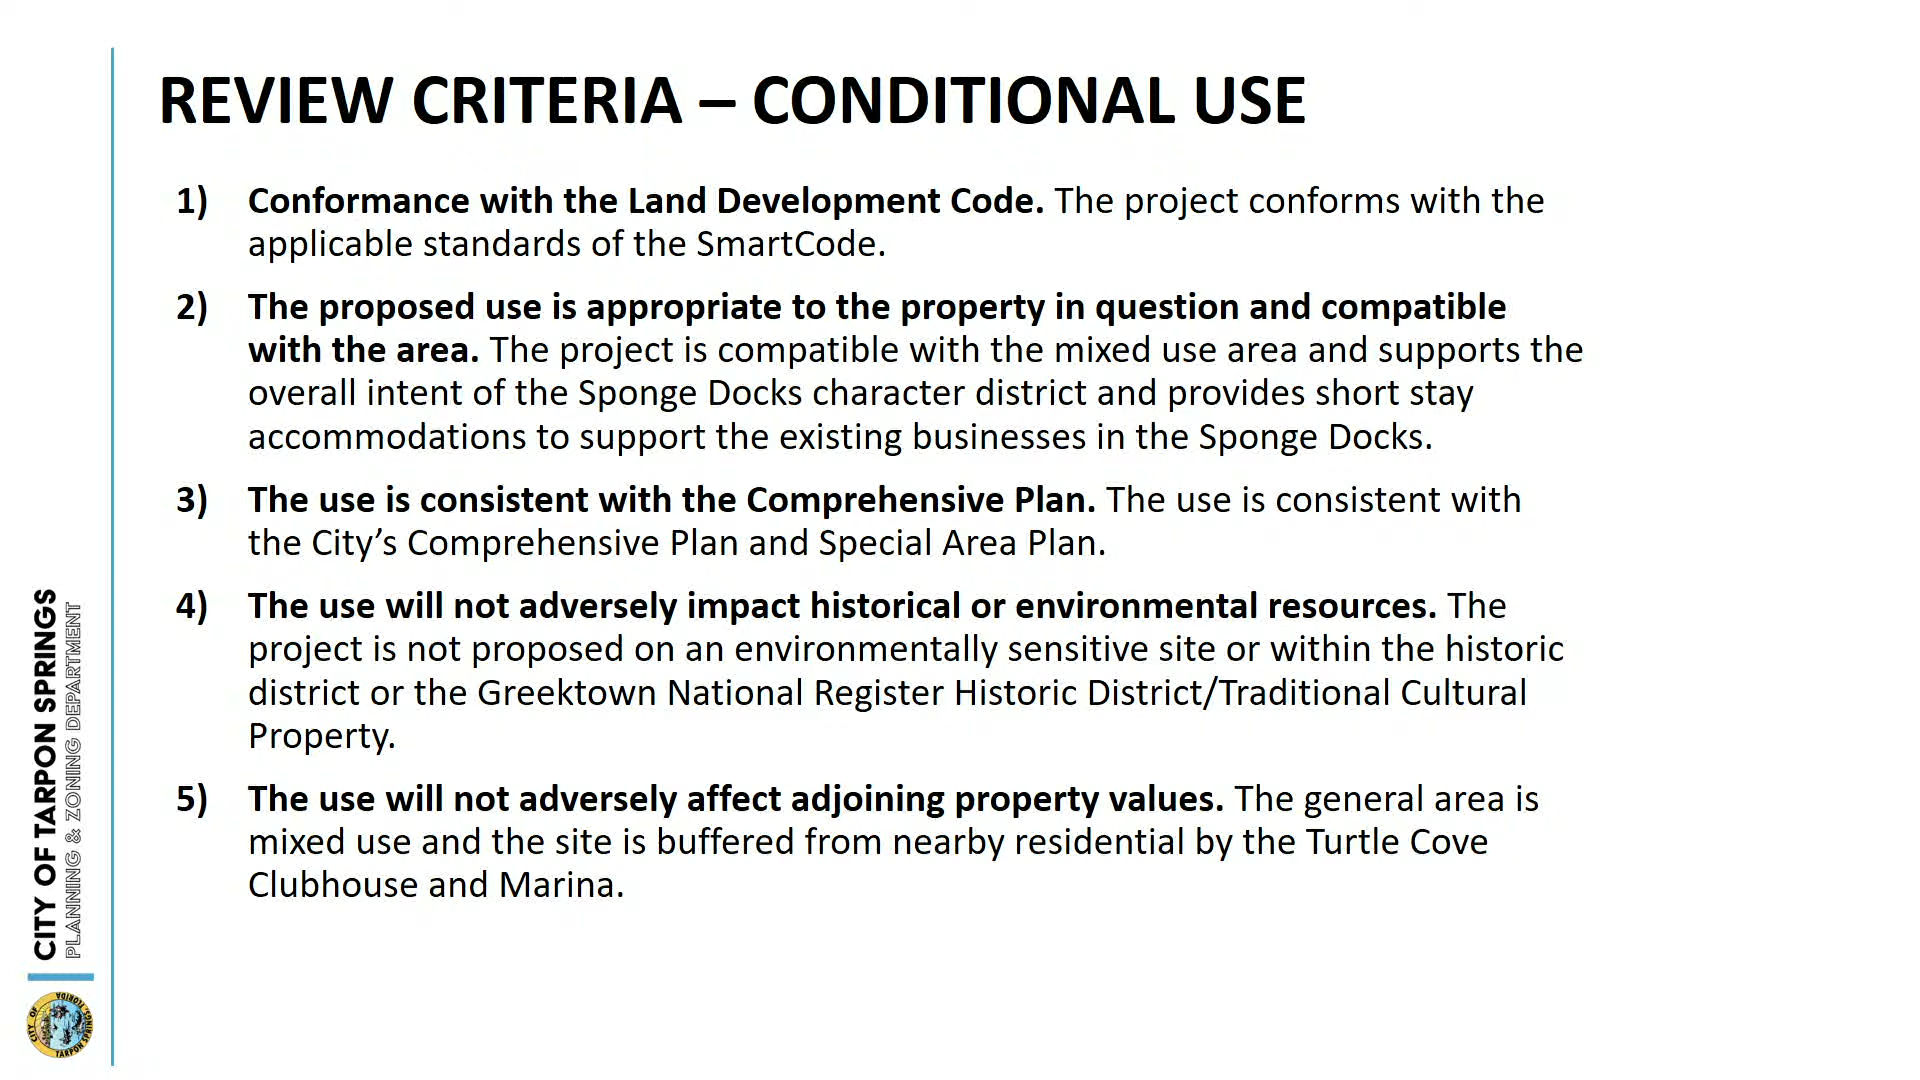 REVIEW CRITERIA – CONDITIONAL USE
1) Conformance with the Land Development Code. The project conforms with the
applicable standards of the SmartCode.
2) The proposed use is appropriate to the property in question and compatible
with the area. The project is compatible with the mixed use area and supports the
overall intent of the Sponge Docks character district and provides short stay
accommodations to support the existing businesses in the Sponge Docks.
3) The use is consistent with the Comprehensive Plan. The use is consistent with
the City’s Comprehensive Plan and Special Area Plan.
4) The use will not adversely impact historical or environmental resources. The
project is not proposed on an environmentally sensitive site or within the historic
district or the Greektown National Register Historic District/Traditional Cultural
Property.
5) The use will not adversely affect adjoining property values. The general area is
mixed use and the site is buffered from nearby residential by the Turtle Cove
Clubhouse and Marina.
CITY OF TARPON SPRINGS
PLANNING & ZONING DEPARTMENT
CITY OF
TARPON SPRINGS, FLORIDA